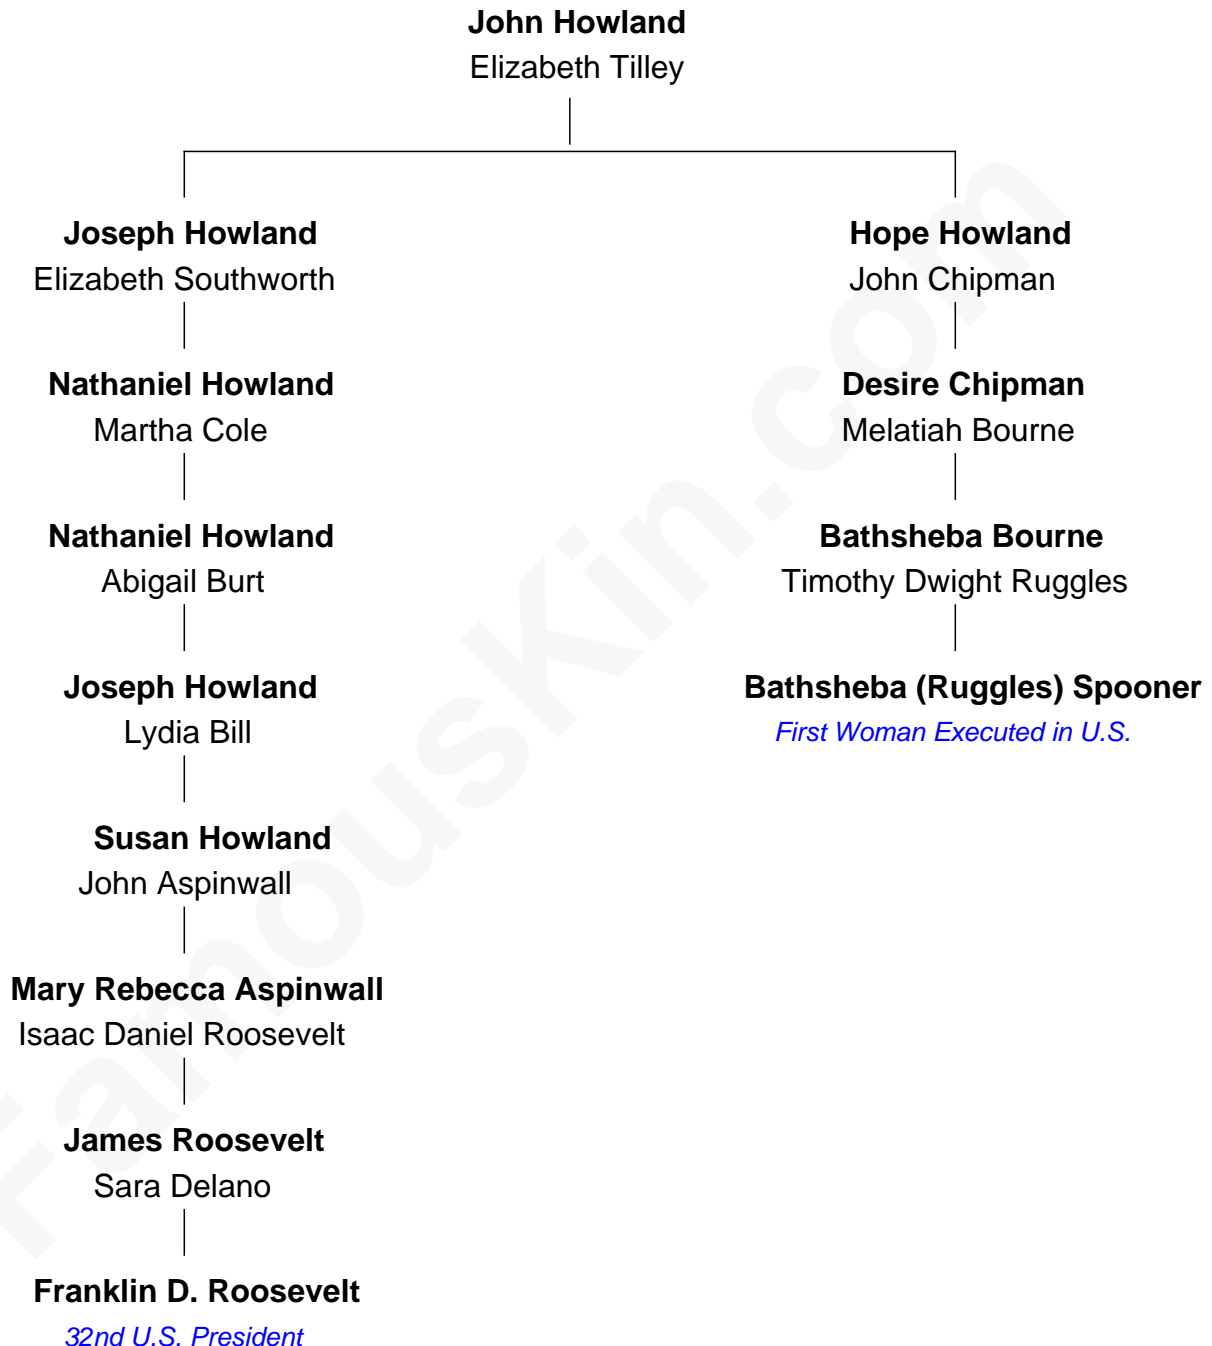 John Howland
Elizabeth Tilley
Joseph Howland
Elizabeth Southworth
Nathaniel Howland
Martha Cole
Nathaniel Howland
Abigail Burt
Joseph Howland
Lydia Bill
Susan Howland
John Aspinwall
Mary Rebecca Aspinwall
Isaac Daniel Roosevelt
James Roosevelt
Sara Delano
Franklin D. Roosevelt
32nd U.S. President
Hope Howland
John Chipman
Desire Chipman
Melatiah Bourne
Bathsheba Bourne
Timothy Dwight Ruggles
Bathsheba (Ruggles) Spooner
First Woman Executed in U.S.
FamousKin.com